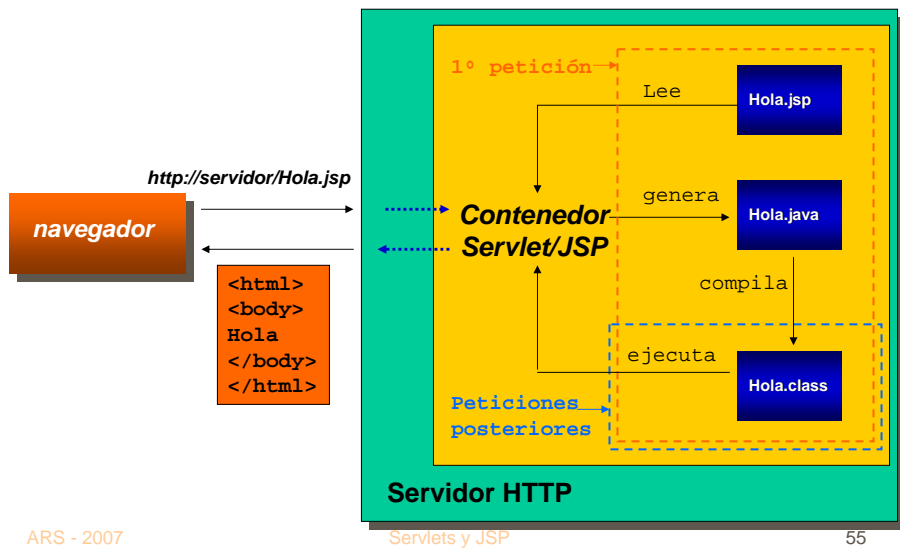 1º petición
Lee
Hola.jsp
http://servidor/Hola.jsp
navegador
Contenedor
Servlet/JSP
genera
Hola.java
compila
<html>
<body>
Hola
</body>
</html>
ejecuta
Hola.class
Peticiones
posteriores
Servidor HTTP
ARS - 2007
Servlets y JSP
55